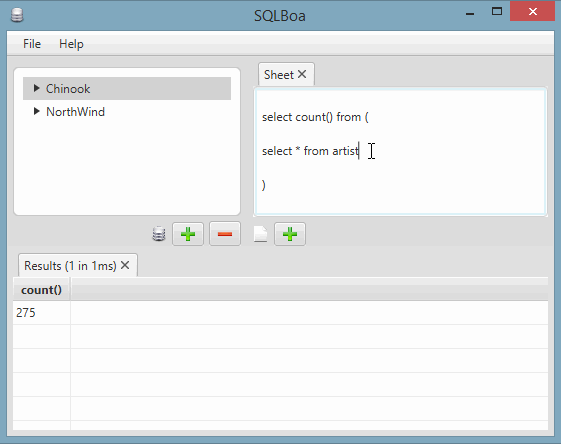 SQLBoa
File Help
Chinook
NorthWind
Sheet
select count() from (
select * from artist
)
Results (1 in 1ms)
count()
275